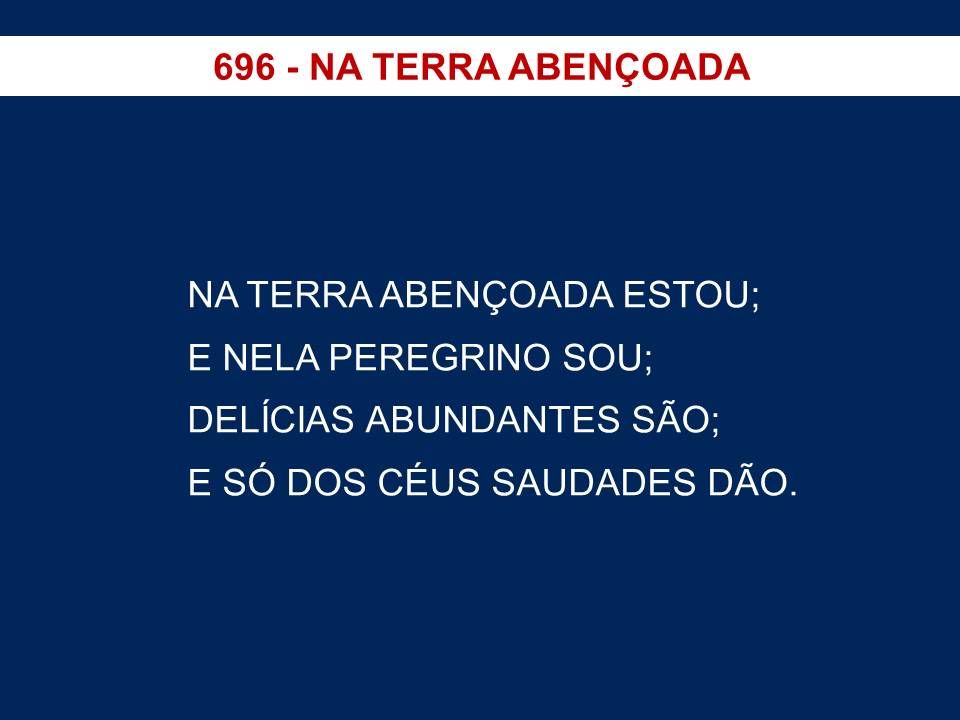 696 - NA TERRA ABENÇOADA
NA TERRA ABENÇOADA ESTOU;
E NELA PEREGRINO SOU;
DELÍCIAS ABUNDANTES SÃO;
E SÓ DOS CÉUS SAUDADES DÃO.